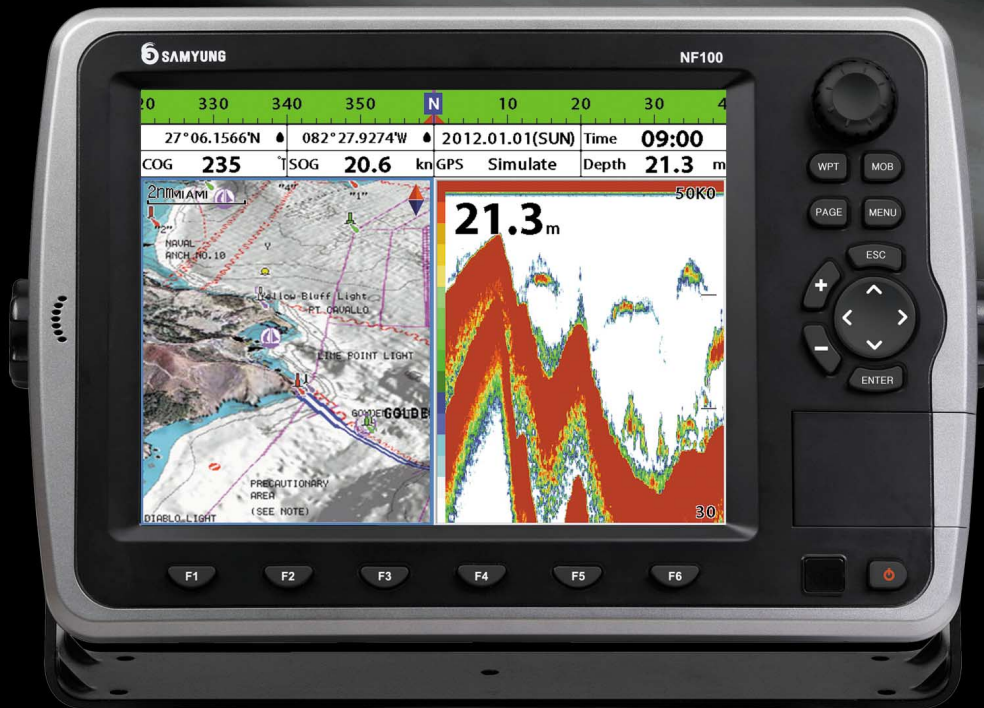 SAMYUNG
NF100
20 330 340 350 N 10 20 30 4
27°06.1566'N 082°27.9274'W 2012.01.01(SUN) Time 09:00
COG 235 °T SOG 20.6 kn GPS Simulate Depth 21.3 m
2nm MIAMI "4" "1"
50K0
21.3m
"2"
NAVAL
ANCH NO.10
Y
Yellow Bluff Light
PT CAVALLO
LIME POINT LIGHT
GOLDE
PRECAUTIONARY
AREA
(SEE NOTE)
DIABLO LIGHT
30
WPT MOB
PAGE MENU
ESC
+
-
ENTER
F1 F2 F3 F4 F5 F6